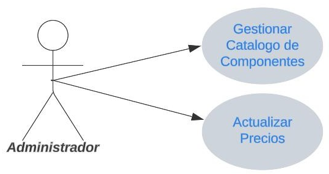 Gestionar
Catalogo de
Componentes
Actualizar
Precios
Administrador